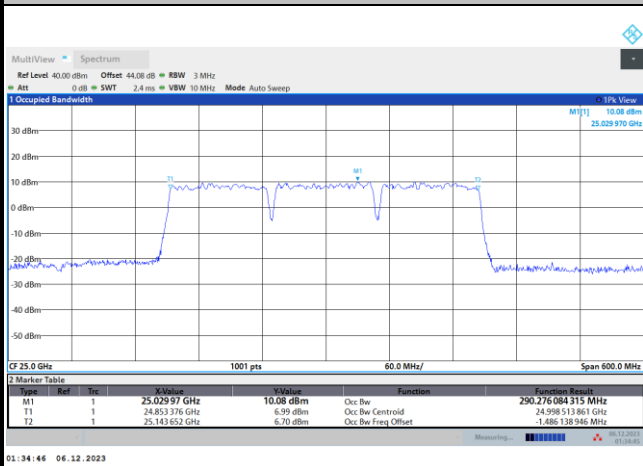 MultiView Spectrum
Ref Level 40.00 dBm Offset 44.08 dB RBW 3 MHz
Att 0 dB SWT 2.4 ms VBW 10 MHz Mode Auto Sweep
1 Occupied Bandwidth 1Pk View
M1[1] 10.08 dBm
25.029 970 GHz
30 dBm
20 dBm
T1 M1 T2
10 dBm
0 dBm
-10 dBm
-20 dBm
-30 dBm
-40 dBm
-50 dBm
CF 25.0 GHz 1001 pts 60.0 MHz/ Span 600.0 MHz
2 Marker Table
Type Ref Trc X-Value Y-Value Function Function Result
M1 1 25.029 97 GHz 10.08 dBm Occ Bw 290.276 084 315 MHz
T1 1 24.853 376 GHz 6.99 dBm Occ Bw Centroid 24.998 513 861 GHz
T2 1 25.143 652 GHz 6.70 dBm Occ Bw Freq Offset -1.486 138 946 MHz
Measuring... 06.12.2023
01:34:45
01:34:46 06.12.2023